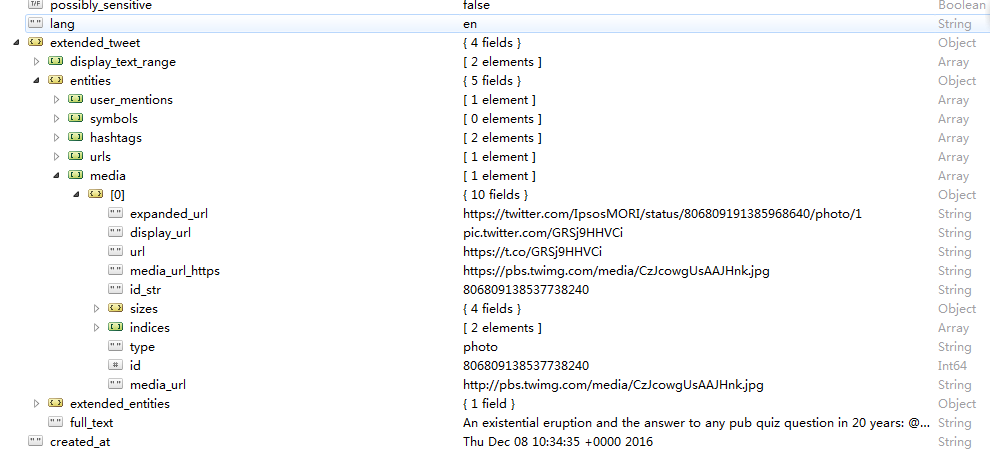 possibly_sensitive false Boolean
lang en String
extended_tweet { 4 fields } Object
display_text_range [ 2 elements ] Array
entities { 5 fields } Object
user_mentions [ 1 element ] Array
symbols [ 0 elements ] Array
hashtags [ 2 elements ] Array
urls [ 1 element ] Array
media [ 1 element ] Array
[0] { 10 fields } Object
expanded_url https://twitter.com/IpsosMORI/status/806809191385968640/photo/1 String
display_url pic.twitter.com/GRSj9HHVCi String
url https://t.co/GRSj9HHVCi String
media_url_https https://pbs.twimg.com/media/CzJcowgUsAAJHnk.jpg String
id_str 806809138537738240 String
sizes { 4 fields } Object
indices [ 2 elements ] Array
type photo String
id 806809138537738240 Int64
media_url http://pbs.twimg.com/media/CzJcowgUsAAJHnk.jpg String
extended_entities { 1 field } Object
full_text An existential eruption and the answer to any pub quiz question in 20 years: @... String
created_at Thu Dec 08 10:34:35 +0000 2016 String